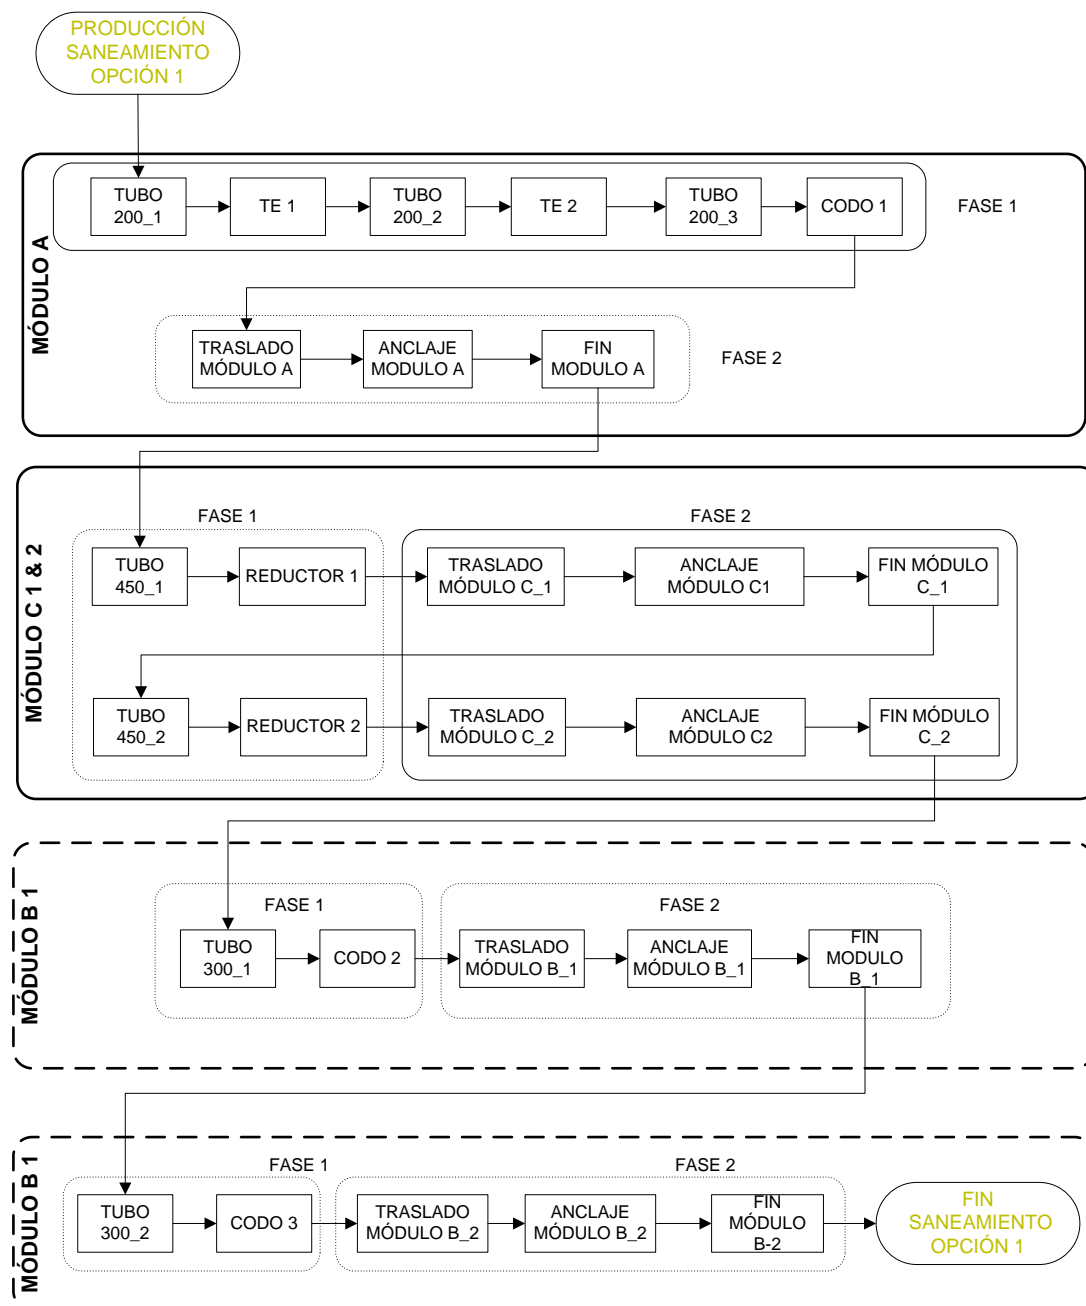 PRODUCCIÓN
SANEAMIENTO
OPCIÓN 1
MÓDULO A
TUBO
200_1
TE 1
TUBO
200_2
TE 2
TUBO
200_3
CODO 1
FASE 1
TRASLADO
MÓDULO A
ANCLAJE
MODULO A
FIN
MODULO A
FASE 2
MÓDULO C 1 & 2
FASE 1
FASE 2
TUBO
450_1
REDUCTOR 1
TRASLADO
MÓDULO C_1
ANCLAJE
MÓDULO C1
FIN MÓDULO
C_1
TUBO
450_2
REDUCTOR 2
TRASLADO
MÓDULO C_2
ANCLAJE
MÓDULO C2
FIN MÓDULO
C_2
MÓDULO B 1
FASE 1
FASE 2
TUBO
300_1
CODO 2
TRASLADO
MÓDULO B_1
ANCLAJE
MÓDULO B_1
FIN
MODULO
B_1
MÓDULO B 1
FASE 1
FASE 2
TUBO
300_2
CODO 3
TRASLADO
MÓDULO B_2
ANCLAJE
MÓDULO B_2
FIN
MÓDULO
B-2
FIN
SANEAMIENTO
OPCIÓN 1